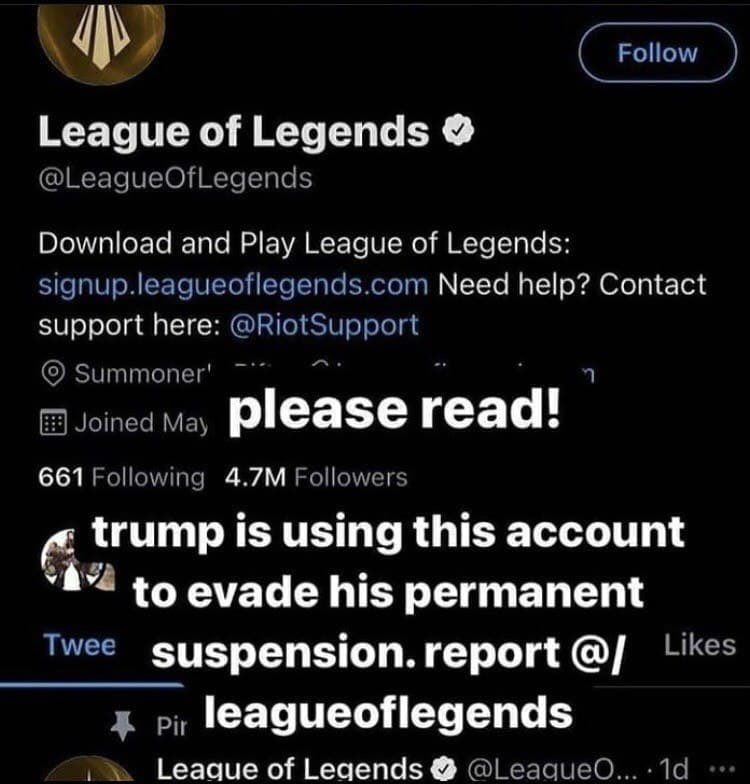 Follow
League of Legends
@LeagueOfLegends
Download and Play League of Legends:
signup.leagueoflegends.com Need help? Contact
support here: @RiotSupport
Summoner'
Joined May
please read!
661 Following 4.7M Followers
trump is using this account
to evade his permanent
Twee suspension. report @/ Likes
Pin leagueoflegends
League of Legends @LeagueO... · 1d ...